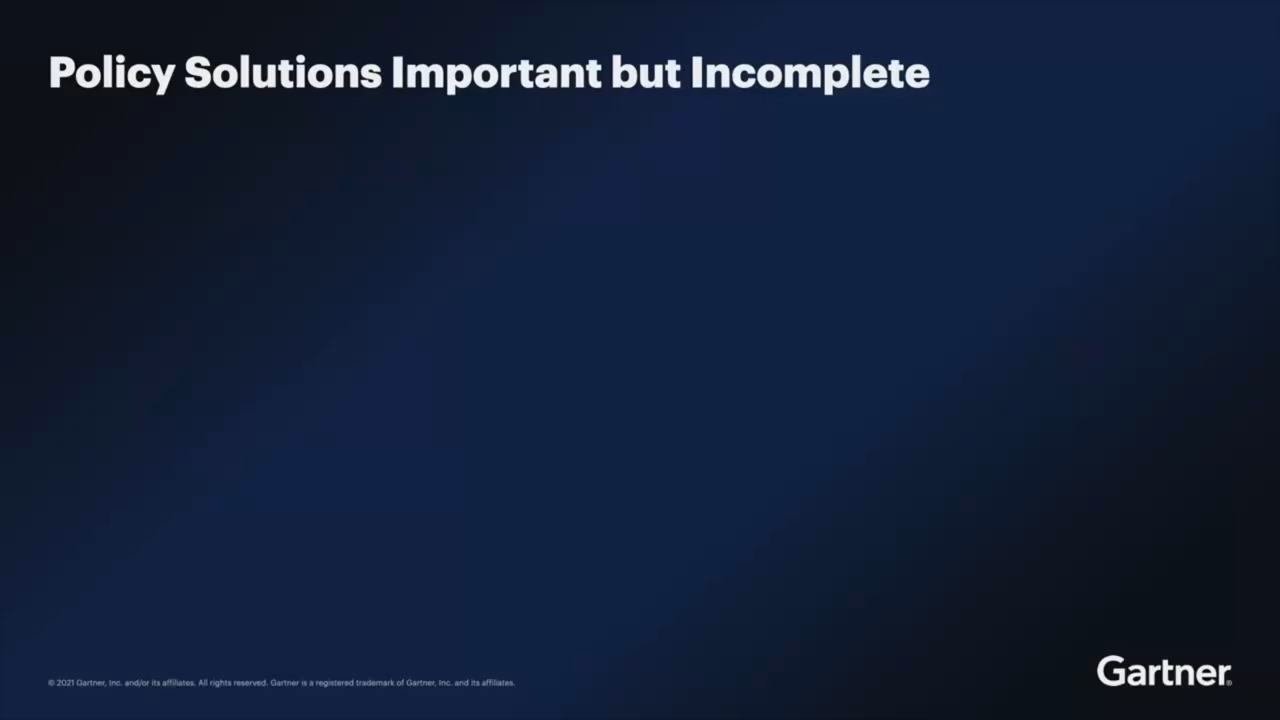 Policy Solutions Important but Incomplete
© 2021 Gartner, Inc. and/or its affiliates. All rights reserved. Gartner is a registered trademark of Gartner, Inc. and its affiliates.
Gartner®